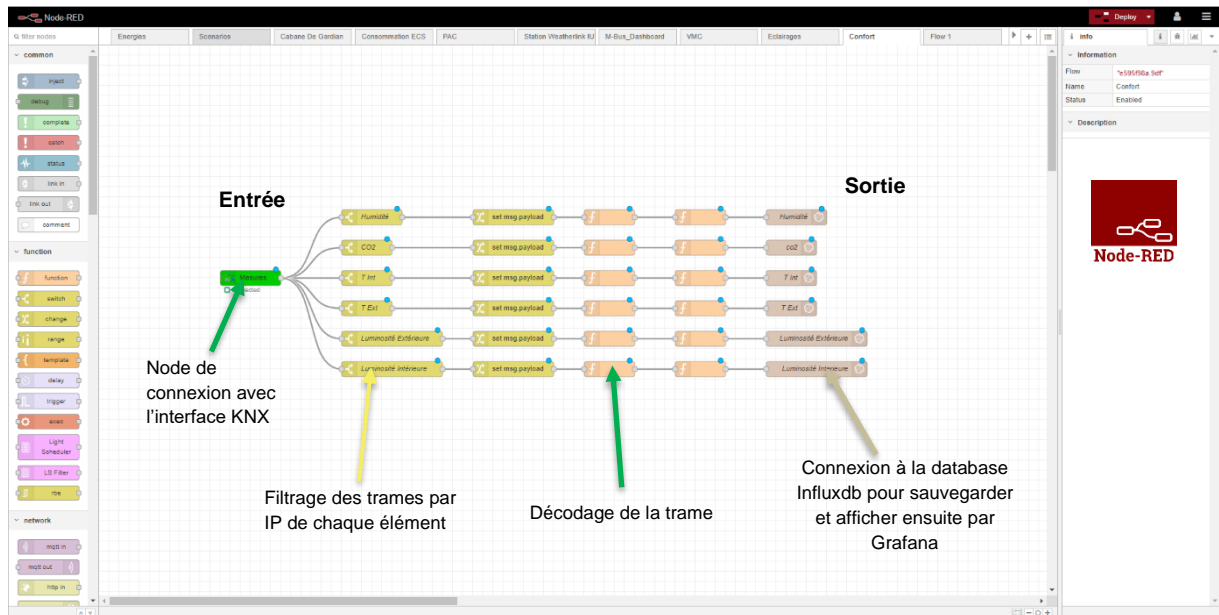 Node-RED
Deploy
filter nodes
Energies
Scenarios
Cabane De Gardian
Consommation ECS
PAC
Station Weatherlink IU
M-Bus_Dashboard
VMC
Eclairages
Confort
Flow 1
info
common
inject
debug
complete
catch
status
link in
link out
comment
function
function
switch
change
range
template
delay
trigger
exec
Light
Scheduler
LS Filter
rbe
network
mqtt in
mqtt out
http in
Entrée
Sortie
Mesures
Humidité
set msg.payload
f
f
Humidité
CO2
set msg.payload
f
f
co2
T Int
set msg.payload
f
f
T Int
T Ext
set msg.payload
f
f
T Ext
Luminosité Extérieure
set msg.payload
f
f
Luminosité Extérieure
Luminosité Intérieure
set msg.payload
f
f
Luminosité Intérieure
Node de
connexion avec
l'interface KNX
Filtrage des trames par
IP de chaque élément
Décodage de la trame
Connexion à la database
Influxdb pour sauvegarder
et afficher ensuite par
Grafana
Information
Flow
"e595f98a.9df"
Name
Confort
Status
Enabled
Description
Node-RED